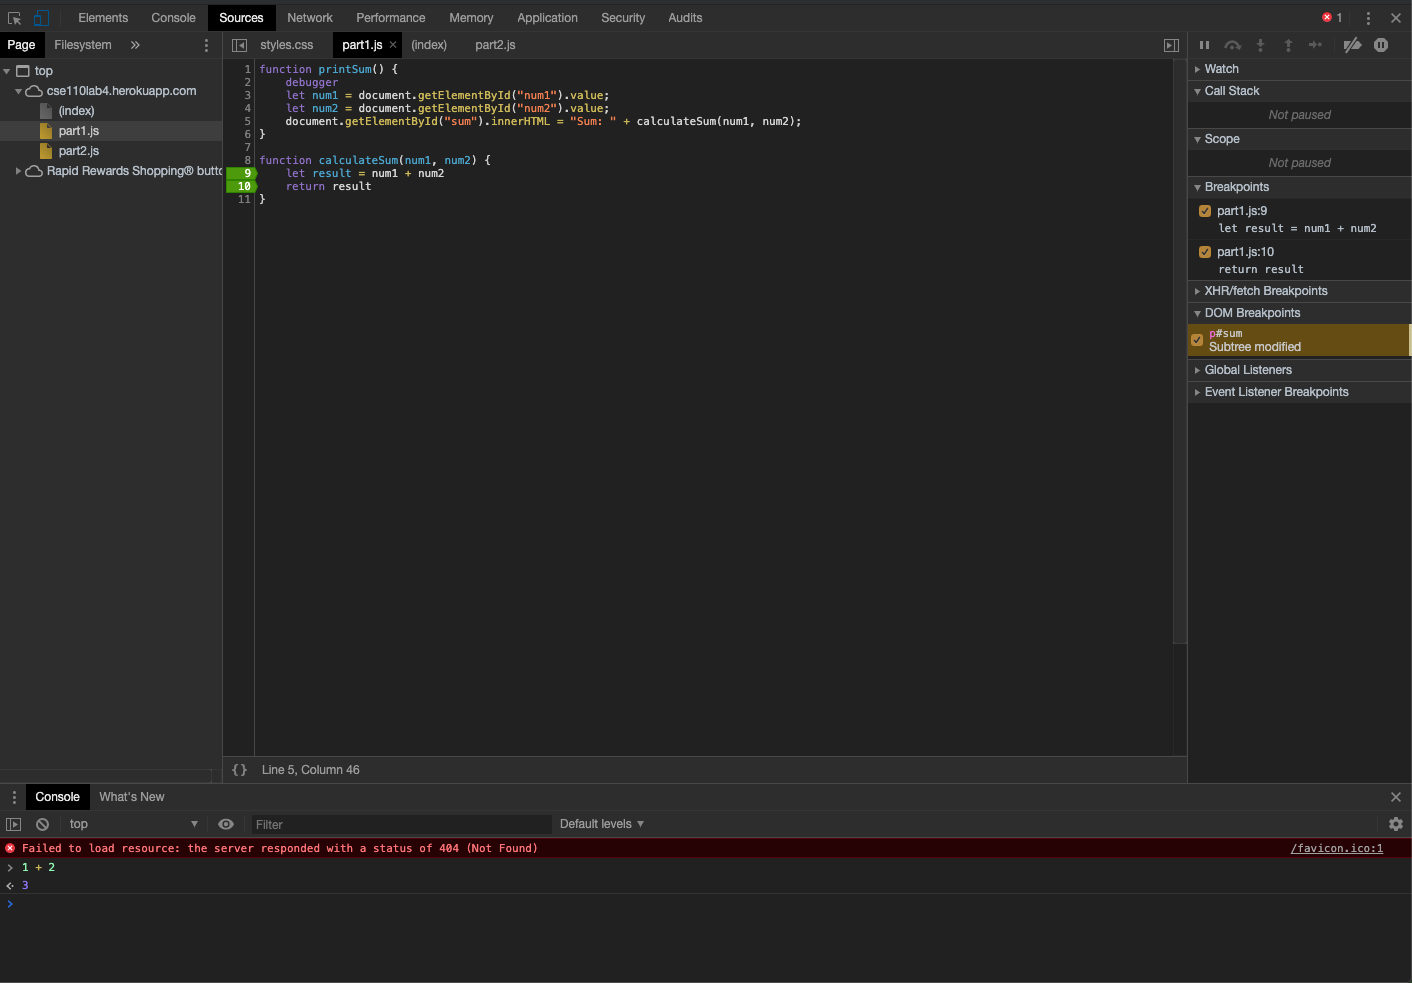 Elements Console Sources Network Performance Memory Application Security Audits 1
Page Filesystem » styles.css part1.js × (index) part2.js
top
cse110lab4.herokuapp.com
(index)
part1.js
part2.js
Rapid Rewards Shopping® butto
1 function printSum() {
2 debugger
3 let num1 = document.getElementById("num1").value;
4 let num2 = document.getElementById("num2").value;
5 document.getElementById("sum").innerHTML = "Sum: " + calculateSum(num1, num2);
6 }
7
8 function calculateSum(num1, num2) {
9 let result = num1 + num2
10 return result
11 }
{} Line 5, Column 46
Watch
Call Stack
Not paused
Scope
Not paused
Breakpoints
part1.js:9
let result = num1 + num2
part1.js:10
return result
XHR/fetch Breakpoints
DOM Breakpoints
p#sum
Subtree modified
Global Listeners
Event Listener Breakpoints
Console What's New
top Filter Default levels
Failed to load resource: the server responded with a status of 404 (Not Found) /favicon.ico:1
> 1 + 2
3
>